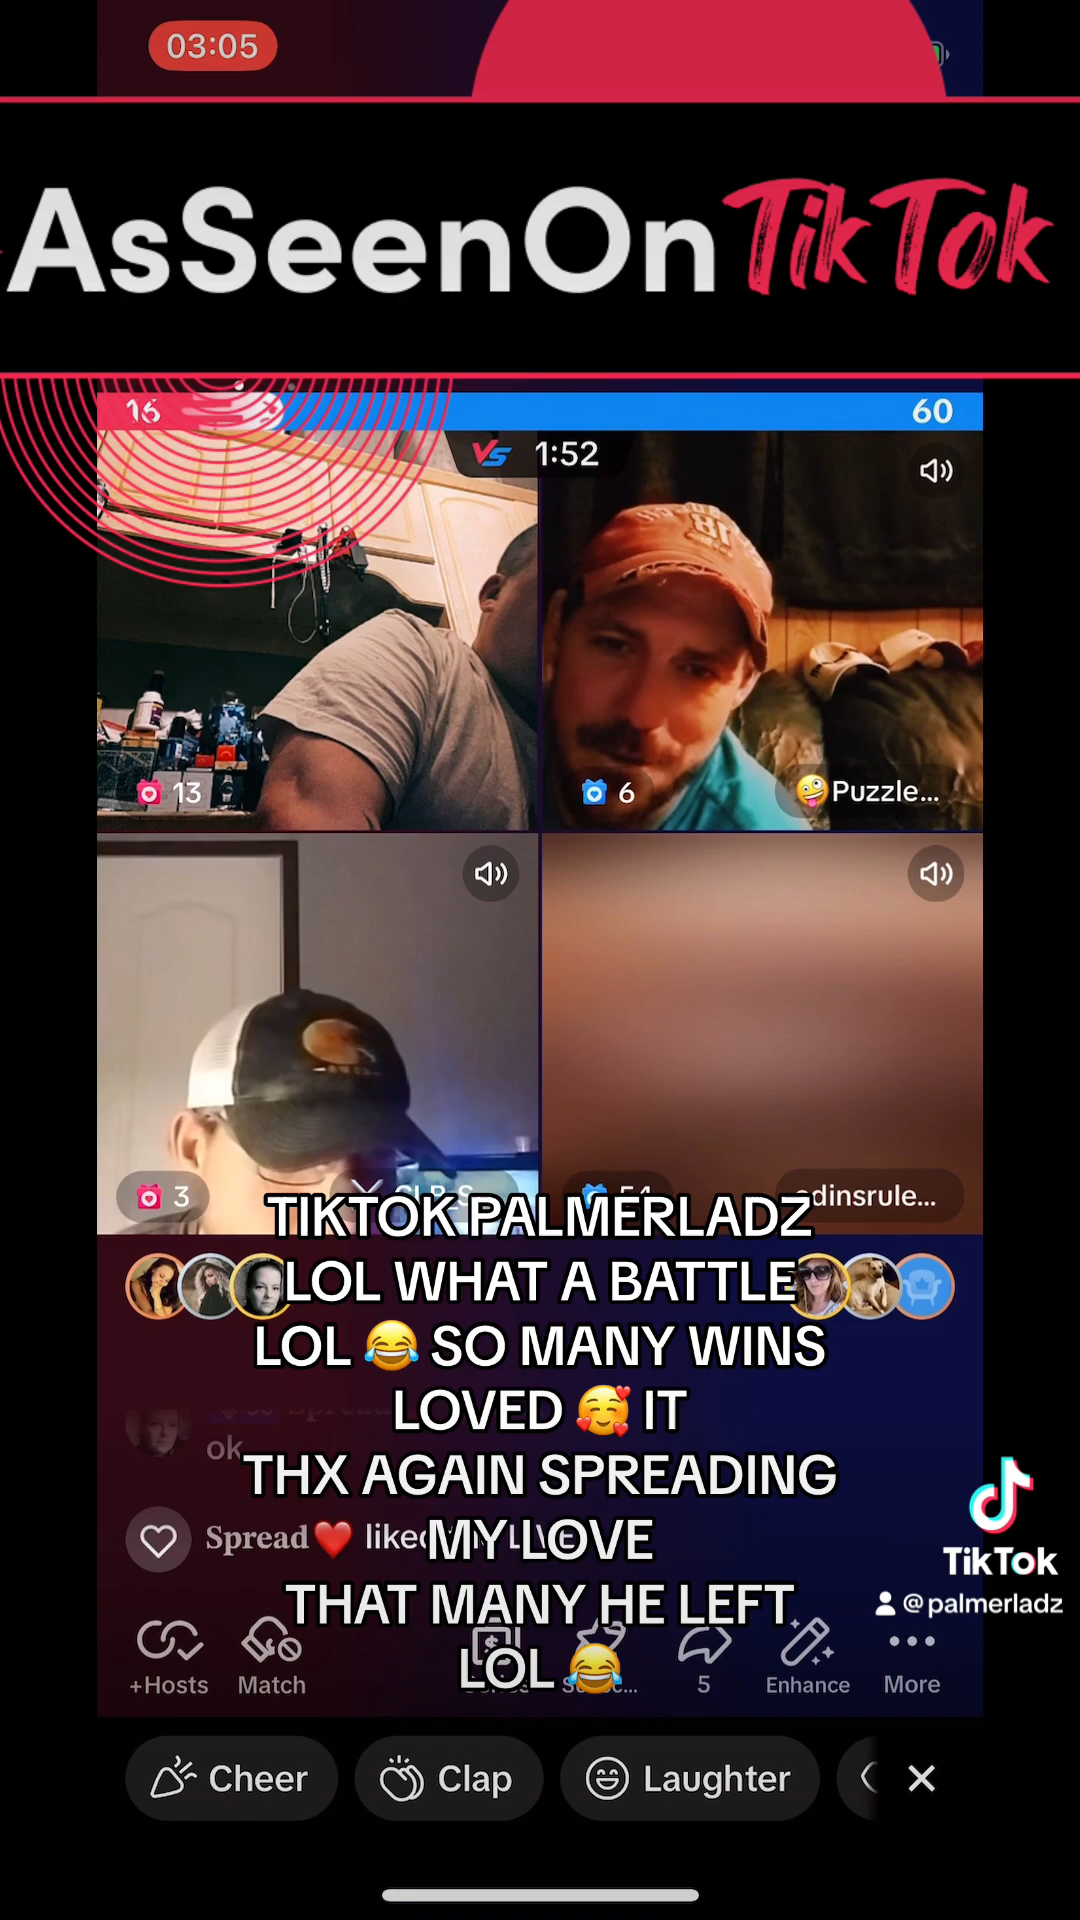 03:05
AsSeenOnTikTok
16
60
VS 1:52
13
6
🤪Puzzle...
3
dinsrule...
TIKTOK PALMERLADZ
LOL WHAT A BATTLE
LOL 😂 SO MANY WINS
LOVED 🥰 IT
THX AGAIN SPREADING
MY LOVE
THAT MANY HE LEFT
LOL 😂
ok
Spread❤️ liked
TikTok
@palmerladz
+Hosts
Match
5
Enhance
More
Cheer
Clap
Laughter